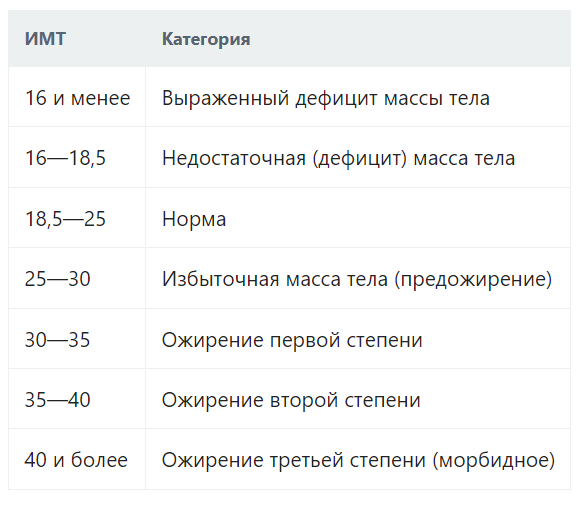 ИМТ Категория
16 и менее Выраженный дефицит массы тела
16—18,5 Недостаточная (дефицит) масса тела
18,5—25 Норма
25—30 Избыточная масса тела (предожирение)
30—35 Ожирение первой степени
35—40 Ожирение второй степени
40 и более Ожирение третьей степени (морбидное)